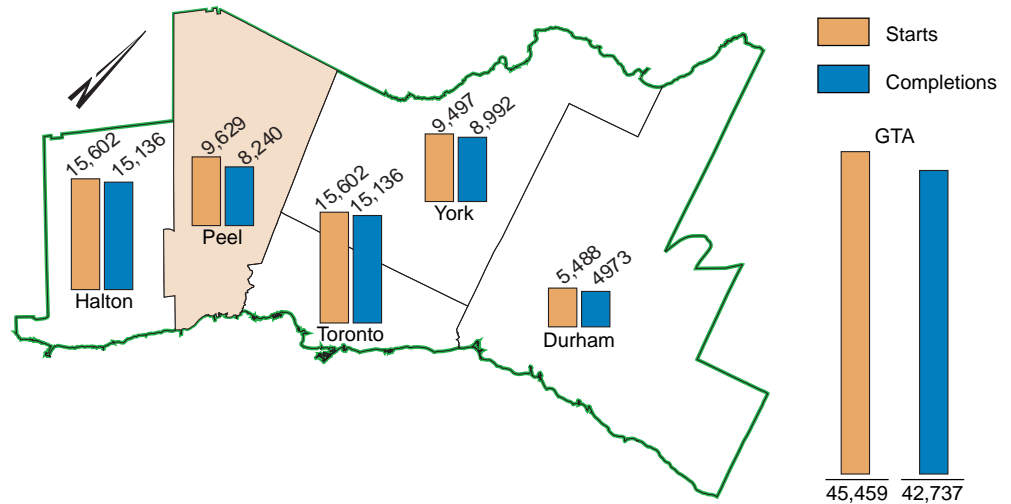 Starts
Completions
GTA
45,459 42,737
15,602 15,136
Halton
9,629 8,240
Peel
15,602 15,136
Toronto
9,497 8,992
York
5,488 4973
Durham